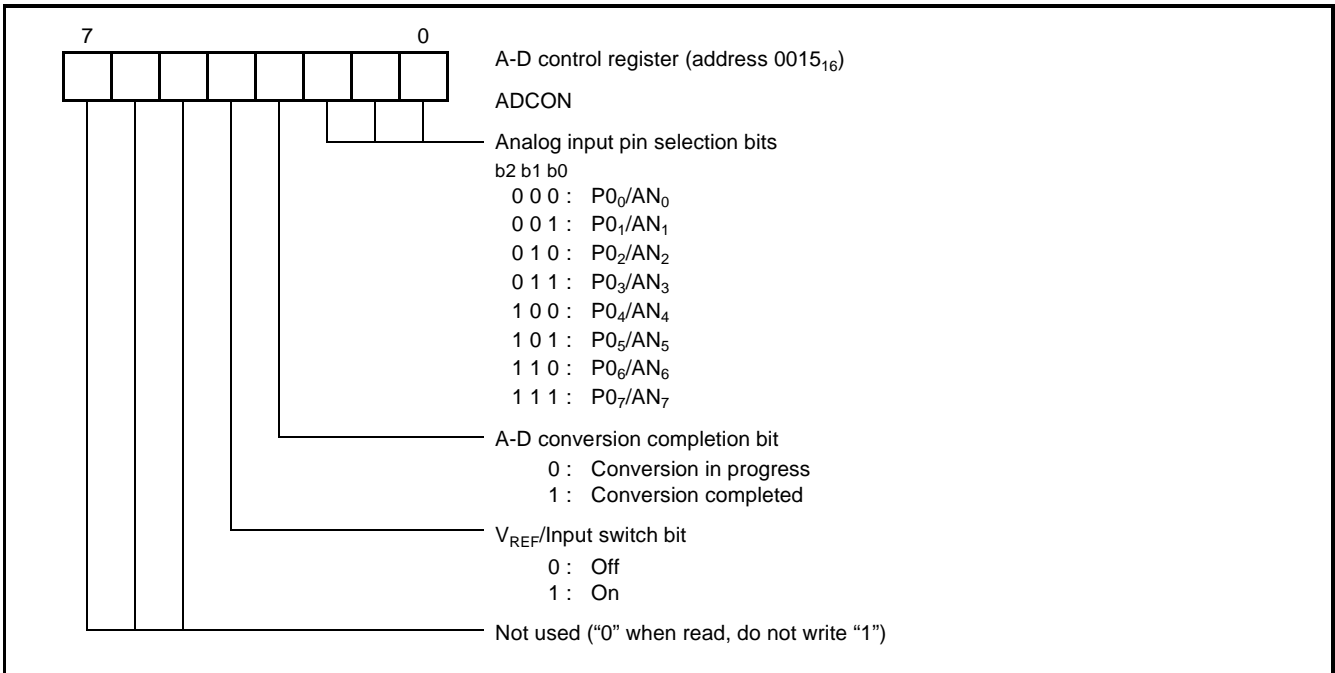 7 0
A-D control register (address 0015₁₆)
ADCON
Analog input pin selection bits
b2 b1 b0
0 0 0 : P0₀/AN₀
0 0 1 : P0₁/AN₁
0 1 0 : P0₂/AN₂
0 1 1 : P0₃/AN₃
1 0 0 : P0₄/AN₄
1 0 1 : P0₅/AN₅
1 1 0 : P0₆/AN₆
1 1 1 : P0₇/AN₇
A-D conversion completion bit
0 : Conversion in progress
1 : Conversion completed
V_REF/Input switch bit
0 : Off
1 : On
Not used (“0” when read, do not write “1”)